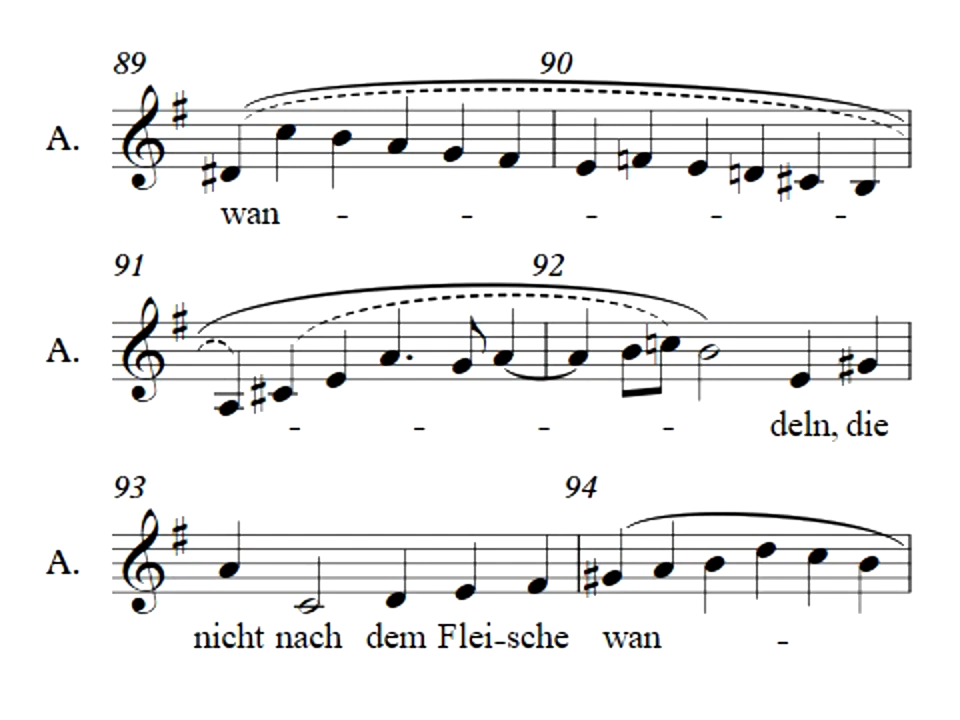 89 90
A.
wan - - - - -
91 92
A.
- - - - deln, die
93 94
A.
nicht nach dem Flei-sche wan -